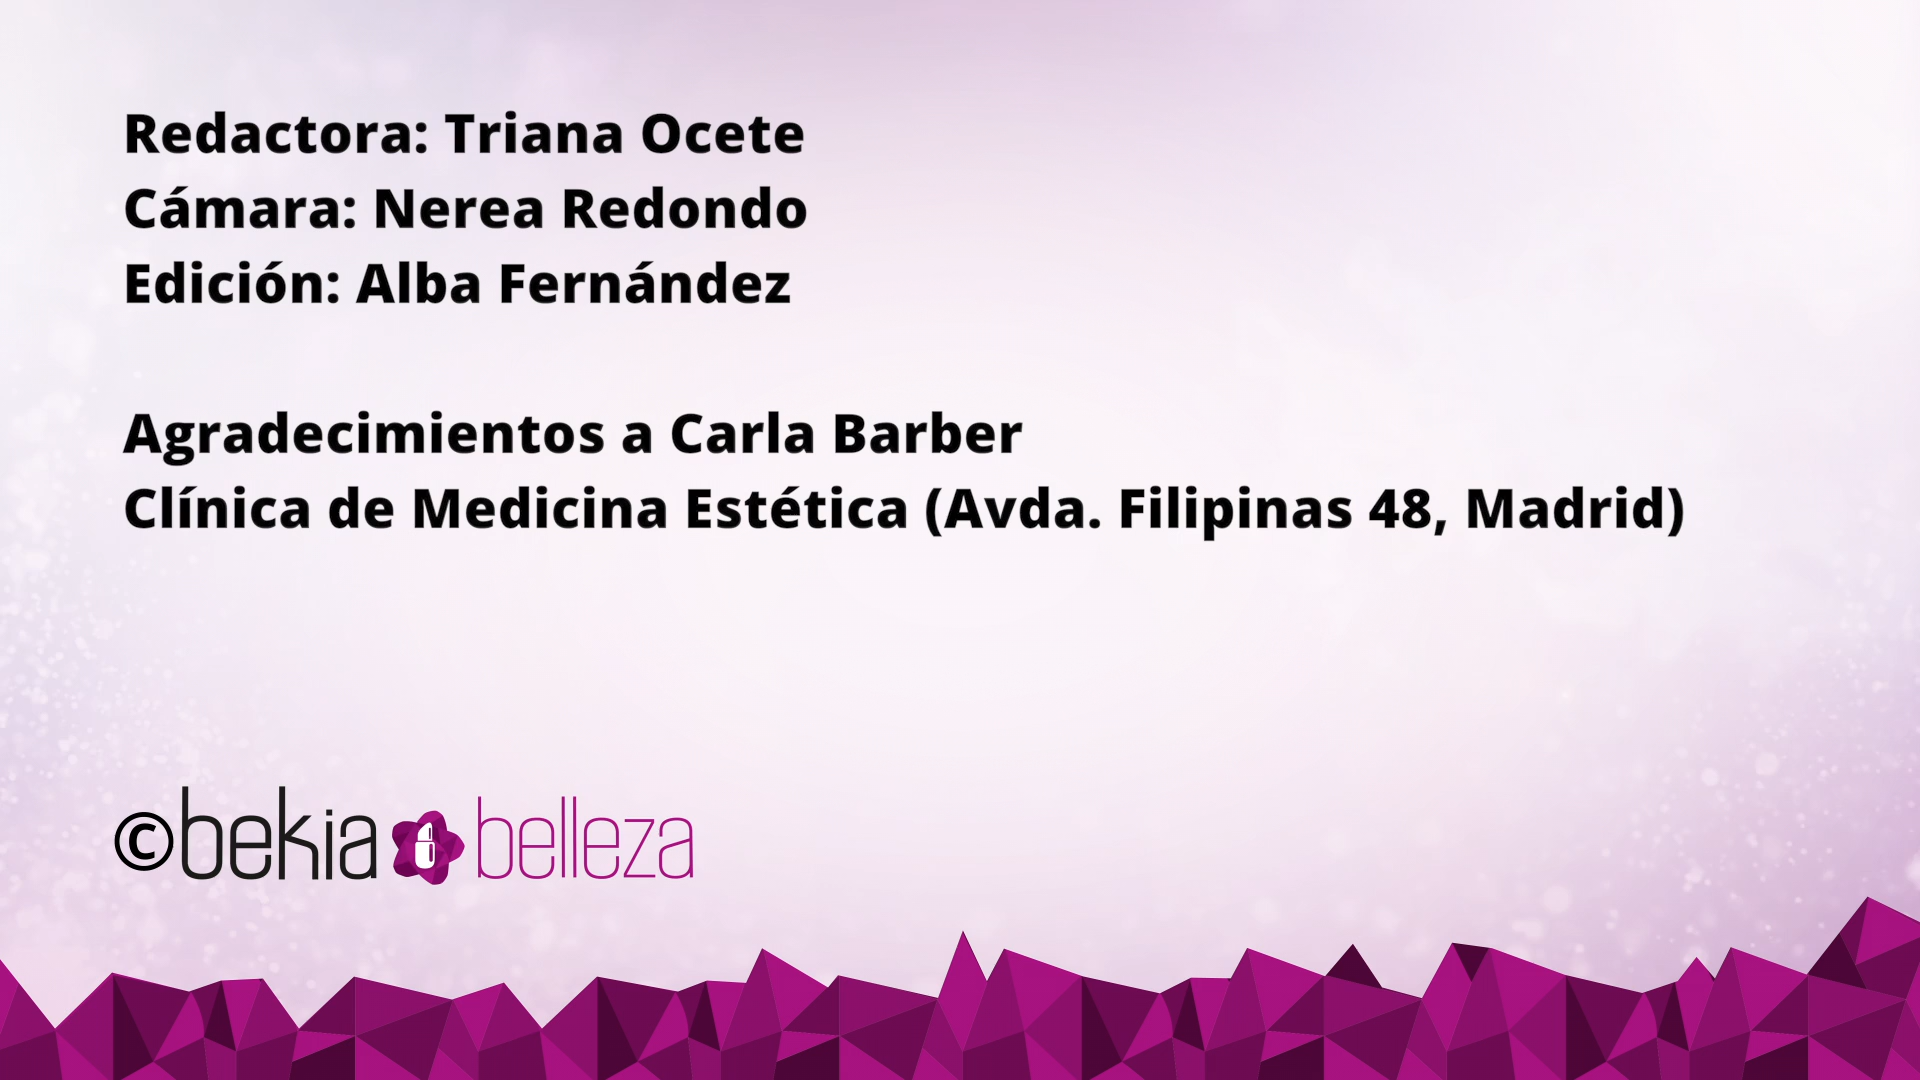 Redactora: Triana Ocete
Cámara: Nerea Redondo
Edición: Alba Fernández
Agradecimientos a Carla Barber
Clínica de Medicina Estética (Avda. Filipinas 48, Madrid)
©bekia belleza